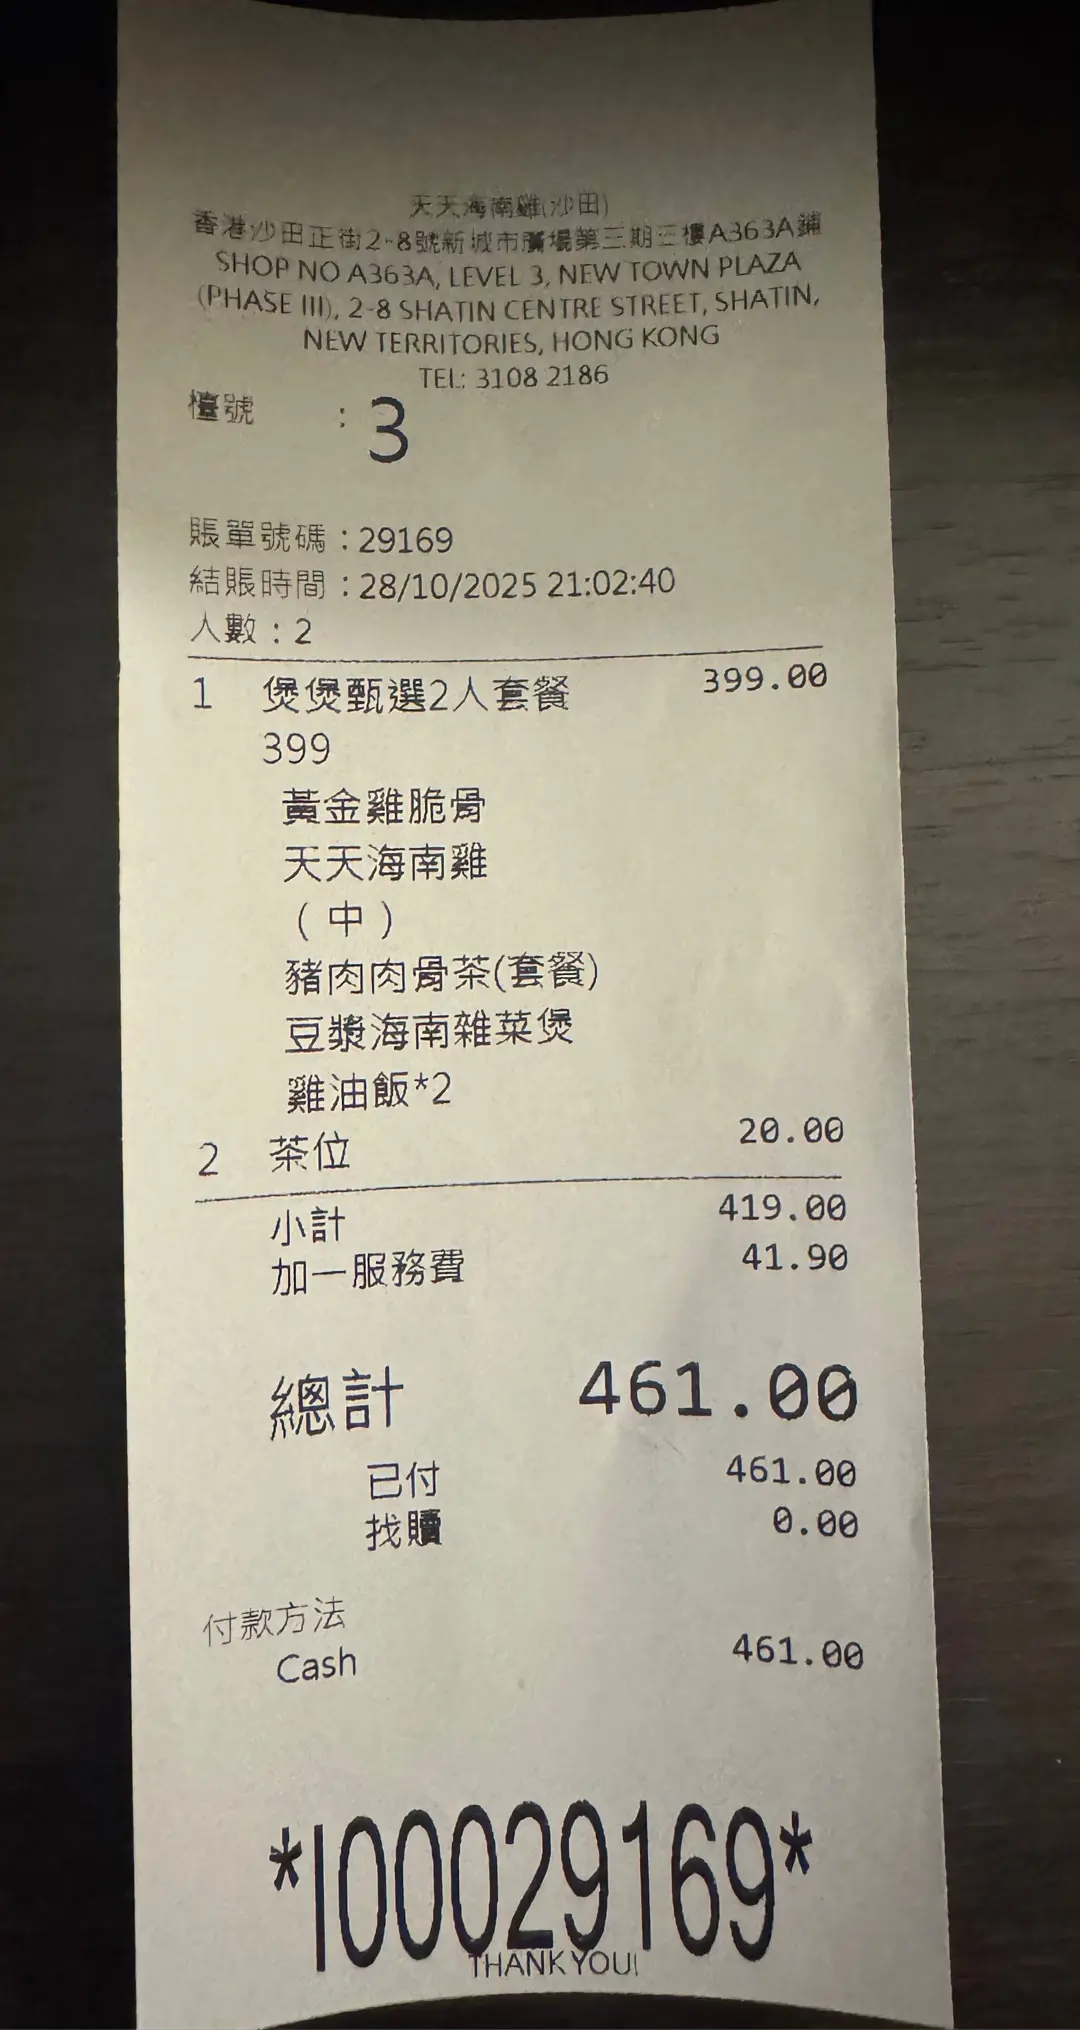 天天海南雞(沙田)
香港沙田正街2-8號新城市廣場第三期三樓A363A鋪
SHOP NO A363A, LEVEL 3, NEW TOWN PLAZA
(PHASE III), 2-8 SHATIN CENTRE STREET, SHATIN,
NEW TERRITORIES, HONG KONG
TEL: 3108 2186
檯號 : 3
賬單號碼 : 29169
結賬時間 : 28/10/2025 21:02:40
人數 : 2
1 煲煲甄選2人套餐 399.00
399
黃金雞脆骨
天天海南雞
( 中 )
豬肉肉骨茶(套餐)
豆漿海南雜菜煲
雞油飯*2
2 茶位 20.00
小計 419.00
加一服務費 41.90
總計 461.00
已付 461.00
找贖 0.00
付款方法
Cash 461.00
*I00029169*
THANK YOU!